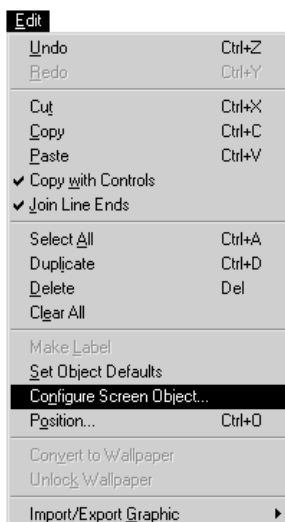 Edit
Undo Ctrl+Z
Redo Ctrl+Y
Cut Ctrl+X
Copy Ctrl+C
Paste Ctrl+V
Copy with Controls
Join Line Ends
Select All Ctrl+A
Duplicate Ctrl+D
Delete Del
Clear All
Make Label
Set Object Defaults
Configure Screen Object...
Position... Ctrl+O
Convert to Wallpaper
Unlock Wallpaper
Import/Export Graphic